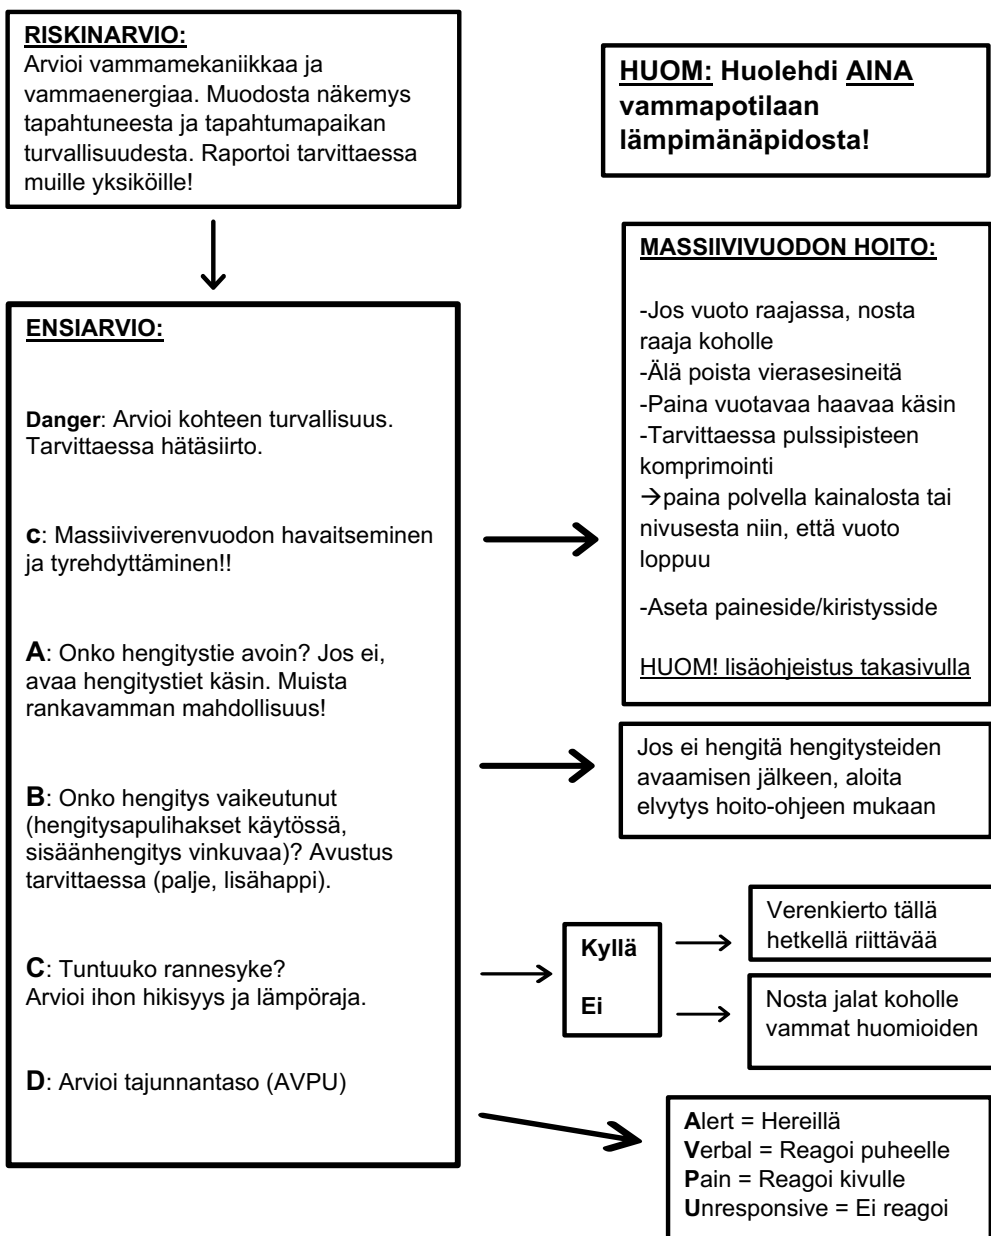 RISKINARVIO:
Arvioi vammamekaniikkaa ja
vammaenergiaa. Muodosta näkemys
tapahtuneesta ja tapahtumapaikan
turvallisuudesta. Raportoi tarvittaessa
muille yksiköille!
HUOM: Huolehdi AINA
vammapotilaan
lämpimänäpidosta!
ENSIARVIO:
Danger: Arvioi kohteen turvallisuus.
Tarvittaessa hätäsiirto.
c: Massiiviverenvuodon havaitseminen
ja tyrehdyttäminen!!
A: Onko hengitystie avoin? Jos ei,
avaa hengitystiet käsin. Muista
rankavamman mahdollisuus!
B: Onko hengitys vaikeutunut
(hengitysapulihakset käytössä,
sisäänhengitys vinkuvaa)? Avustus
tarvittaessa (palje, lisähappi).
C: Tuntuuko rannesyke?
Arvioi ihon hikisyys ja lämpöraja.
D: Arvioi tajunnantaso (AVPU)
MASSIIVIVUODON HOITO:
-Jos vuoto raajassa, nosta
raaja koholle
-Älä poista vierasesineitä
-Paina vuotavaa haavaa käsin
-Tarvittaessa pulssipisteen
komprimointi
→paina polvella kainalosta tai
nivusesta niin, että vuoto
loppuu
-Aseta paineside/kiristysside
HUOM! lisäohjeistus takasivulla
Jos ei hengitä hengitysteiden
avaamisen jälkeen, aloita
elvytys hoito-ohjeen mukaan
Kyllä
Ei
Verenkierto tällä
hetkellä riittävää
Nosta jalat koholle
vammat huomioiden
Alert = Hereillä
Verbal = Reagoi puheelle
Pain = Reagoi kivulle
Unresponsive = Ei reagoi